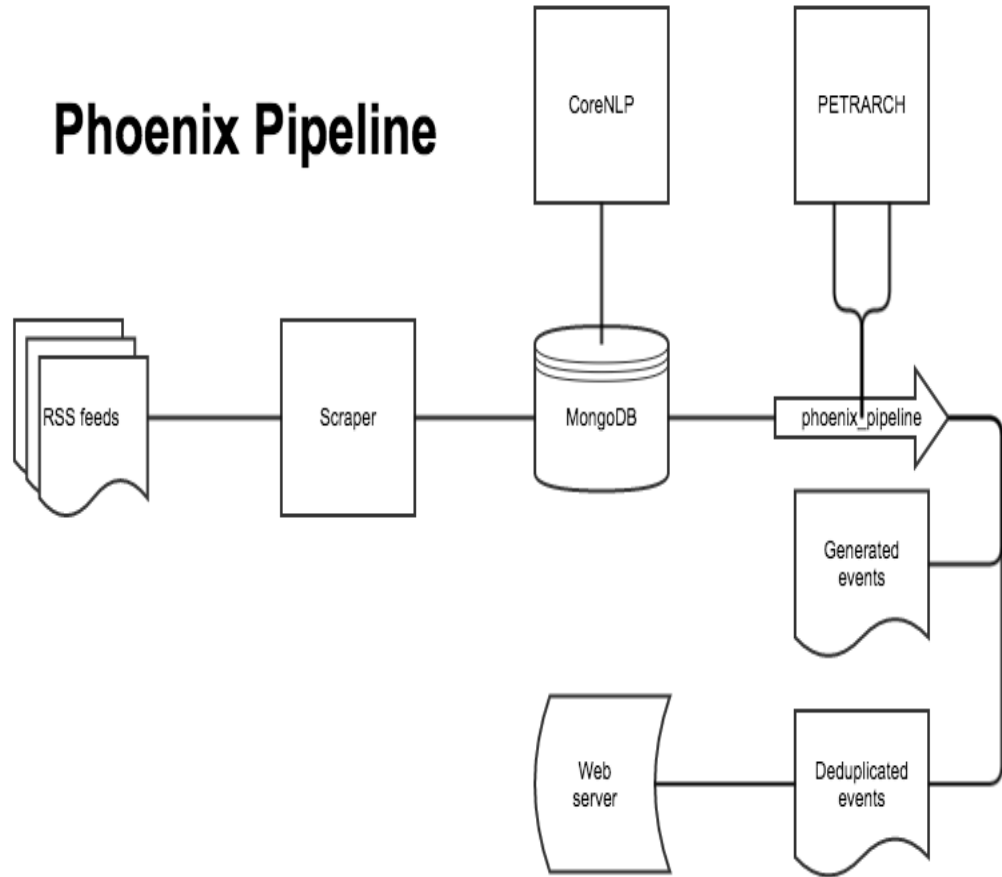 Phoenix Pipeline
CoreNLP
PETRARCH
RSS feeds
Scraper
MongoDB
phoenix_pipeline
Generated
events
Web
server
Deduplicated
events